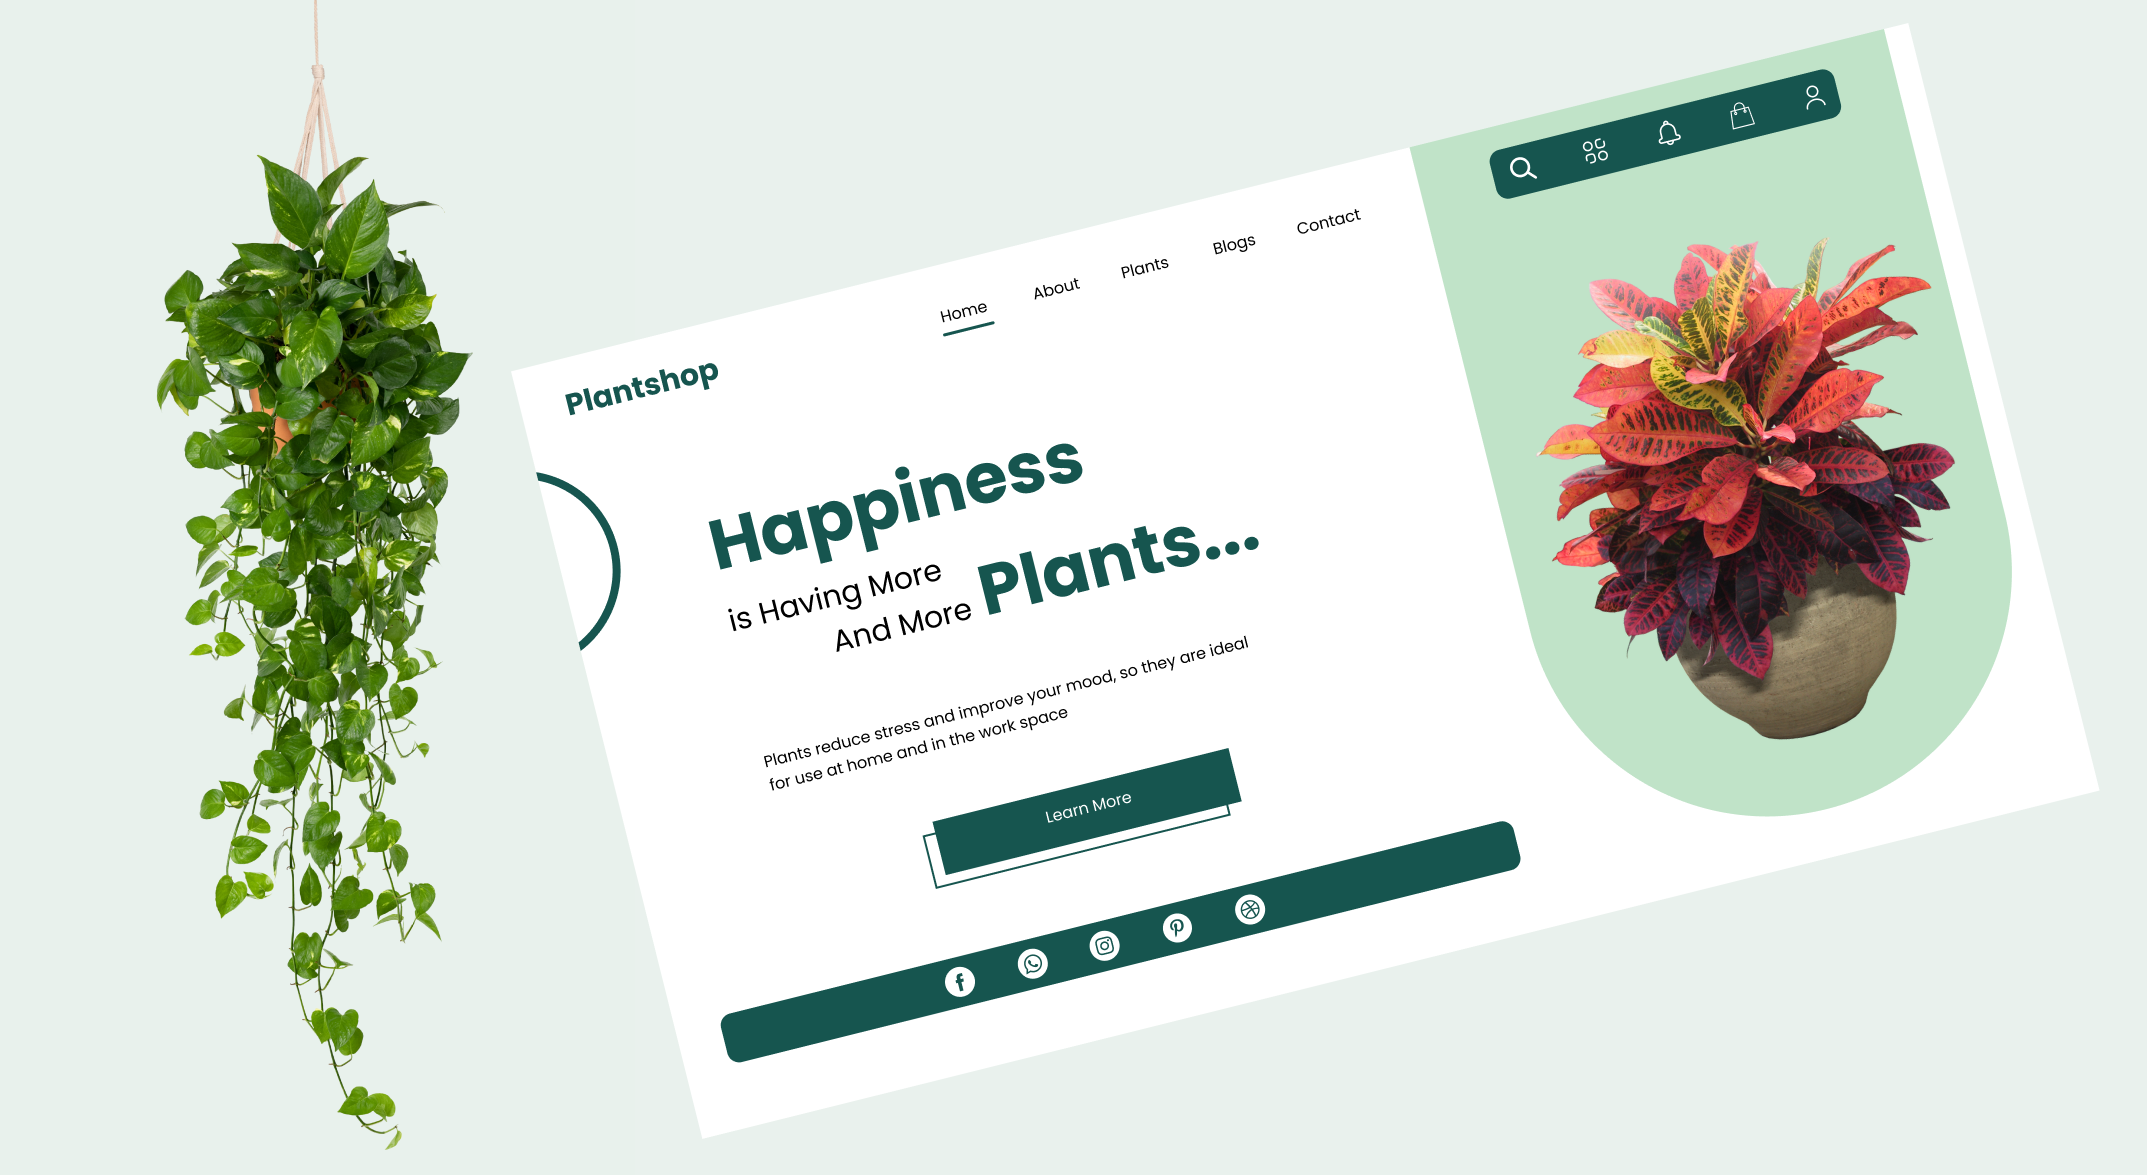 Plantshop
Home
About
Plants
Blogs
Contact
Happiness
is Having More
And More Plants...
Plants reduce stress and improve your mood, so they are ideal
for use at home and in the work space
Learn More